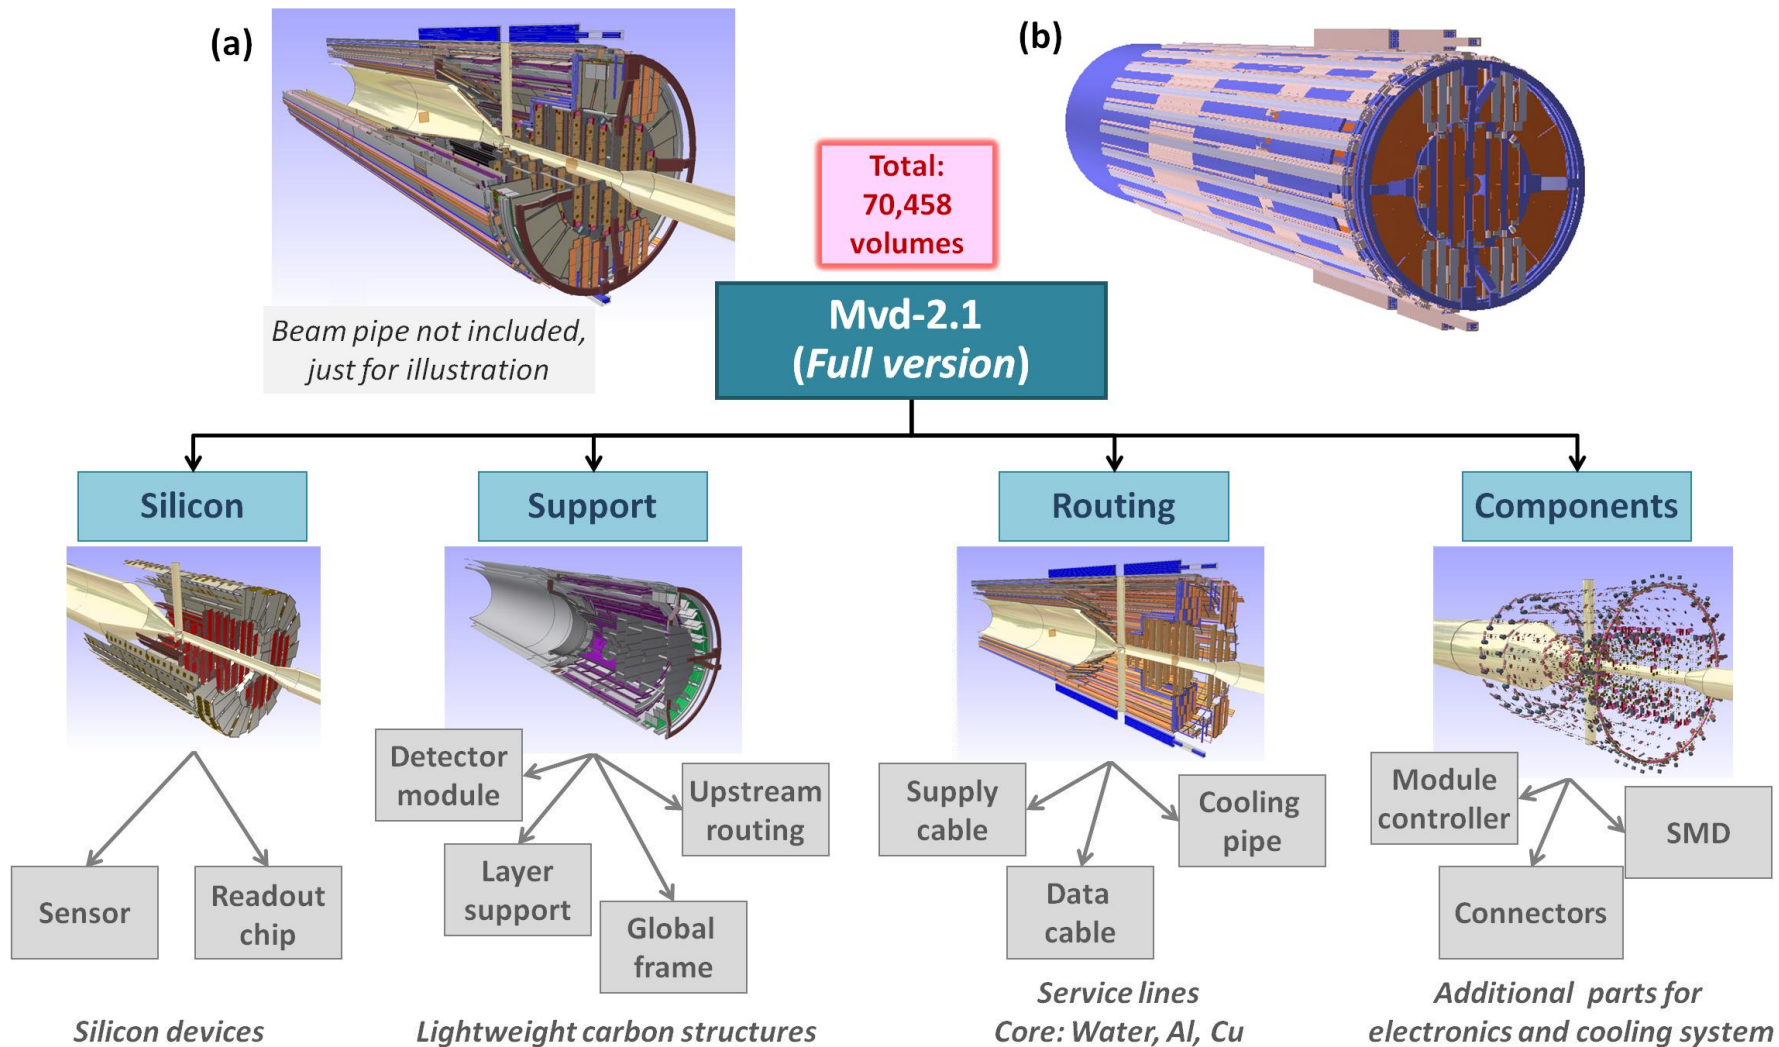 (a)
(b)
Total:
70,458
volumes
Beam pipe not included,
just for illustration
Mvd-2.1
(Full version)
Silicon
Support
Routing
Components
Detector
module
Upstream
routing
Layer
support
Global
frame
Supply
cable
Cooling
pipe
Data
cable
Module
controller
SMD
Connectors
Sensor
Readout
chip
Silicon devices
Lightweight carbon structures
Service lines
Core: Water, Al, Cu
Additional parts for
electronics and cooling system